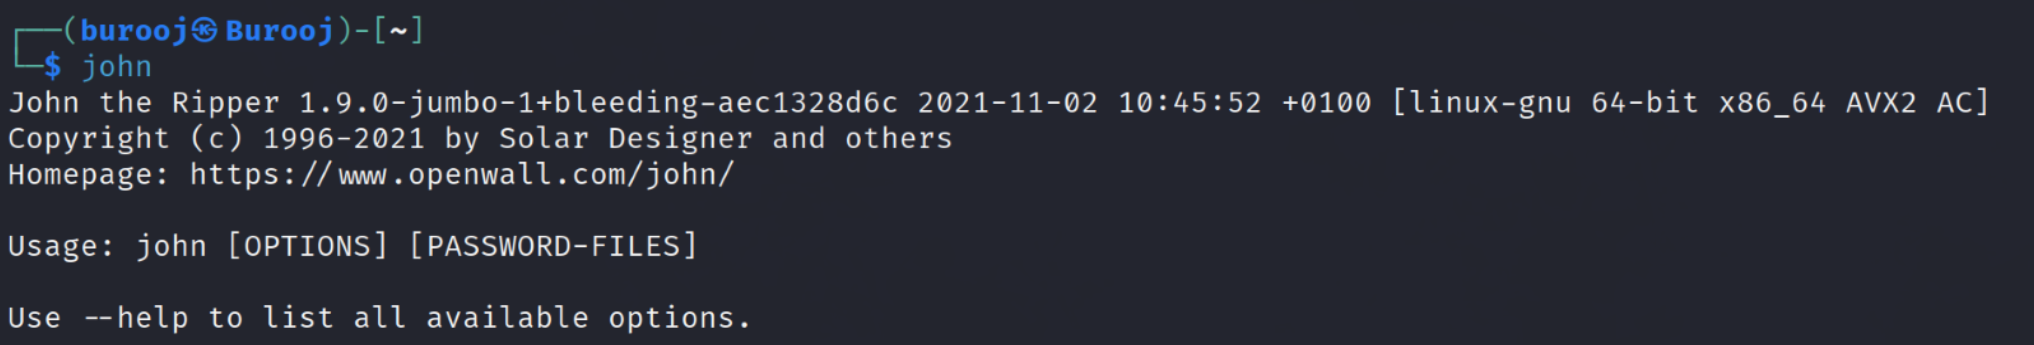 ┌──(burooj㉿Burooj)-[~]
└─$ john
John the Ripper 1.9.0-jumbo-1+bleeding-aec1328d6c 2021-11-02 10:45:52 +0100 [linux-gnu 64-bit x86_64 AVX2 AC]
Copyright (c) 1996-2021 by Solar Designer and others
Homepage: https://www.openwall.com/john/
Usage: john [OPTIONS] [PASSWORD-FILES]
Use --help to list all available options.